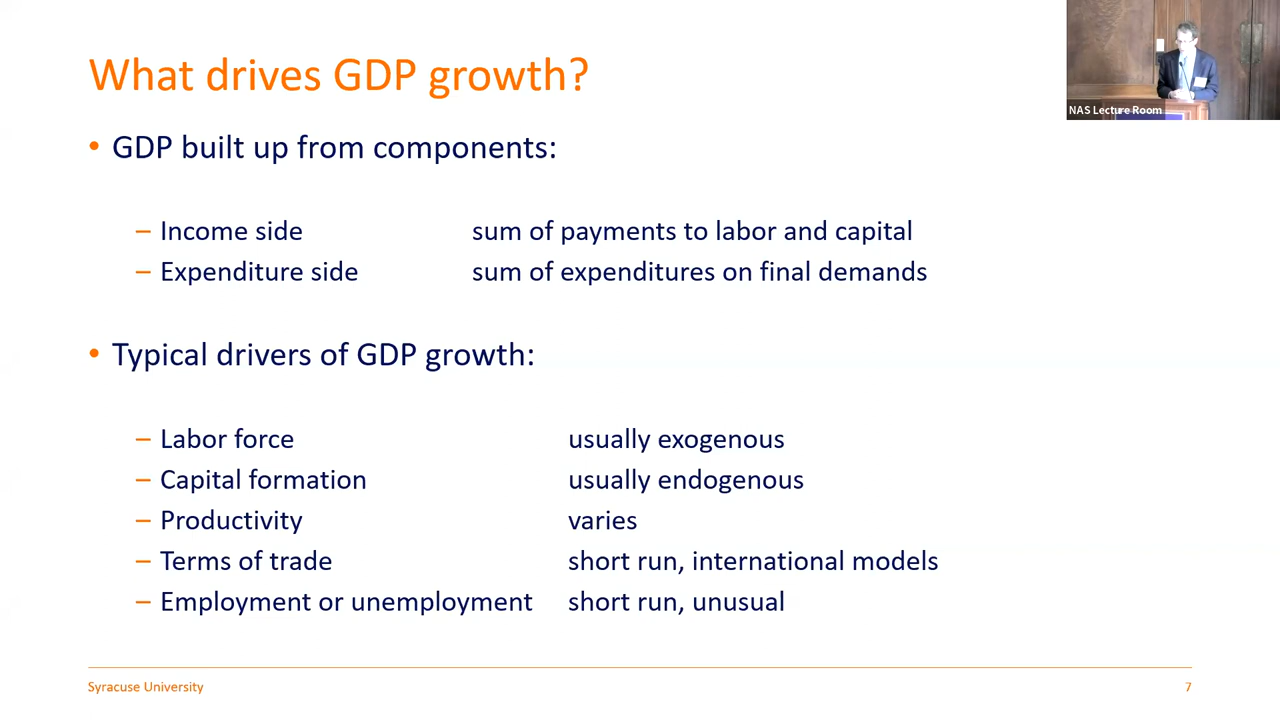 What drives GDP growth?
NAS Lecture Room
• GDP built up from components:
– Income side sum of payments to labor and capital
– Expenditure side sum of expenditures on final demands
• Typical drivers of GDP growth:
– Labor force usually exogenous
– Capital formation usually endogenous
– Productivity varies
– Terms of trade short run, international models
– Employment or unemployment short run, unusual
Syracuse University 7